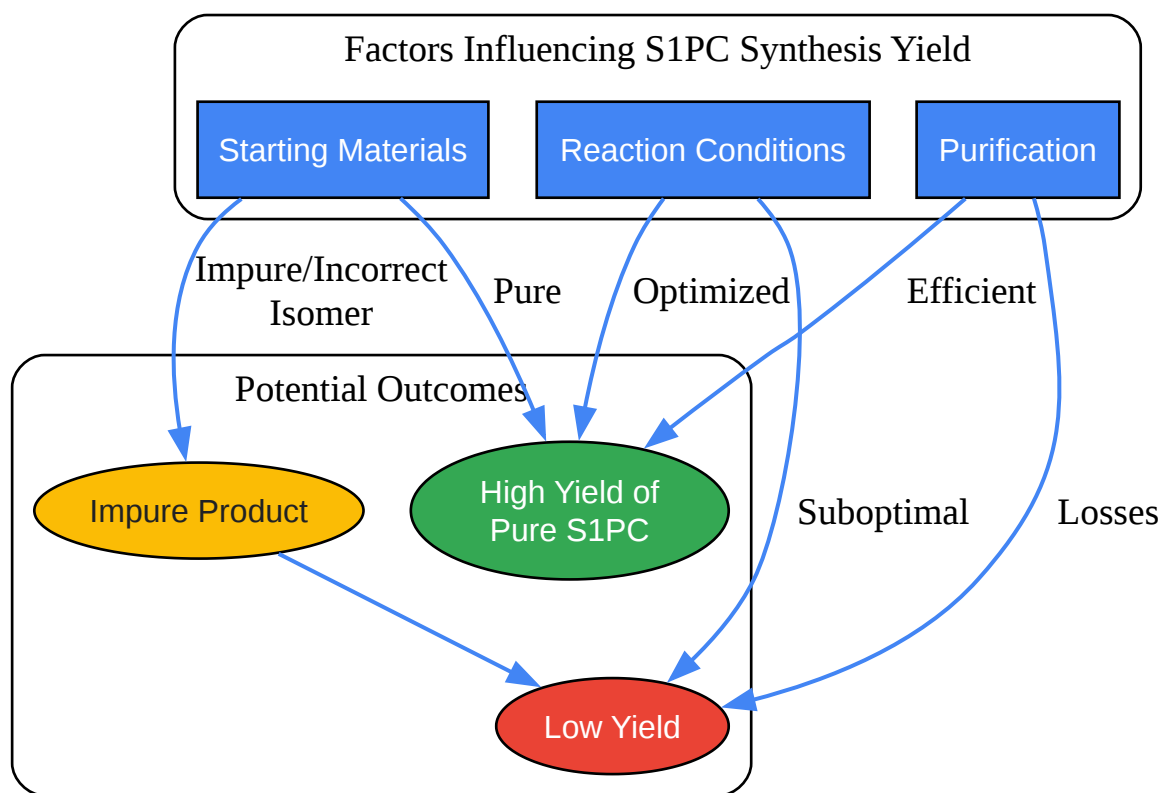 Factors Influencing S1PC Synthesis Yield
Starting Materials
Reaction Conditions
Purification
Impure/Incorrect
Isomer
Pure
Optimized
Efficient
Potential Outcomes
Impure Product
High Yield of
Pure S1PC
Suboptimal
Losses
Low Yield